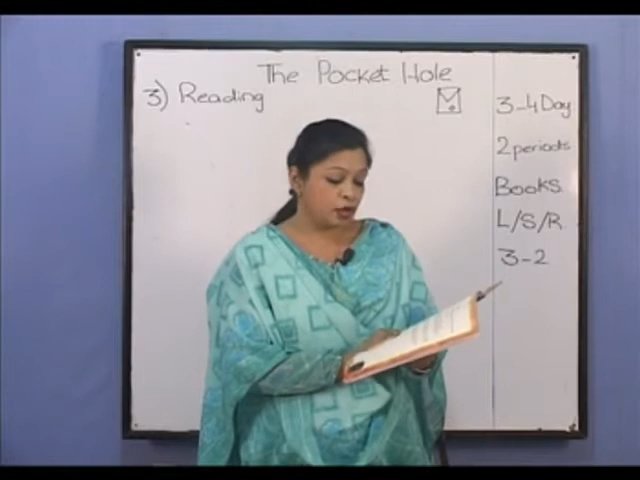 The Pocket Hole
3) Reading
3-4 Day
2 periods
Books
L/S/R
3-2